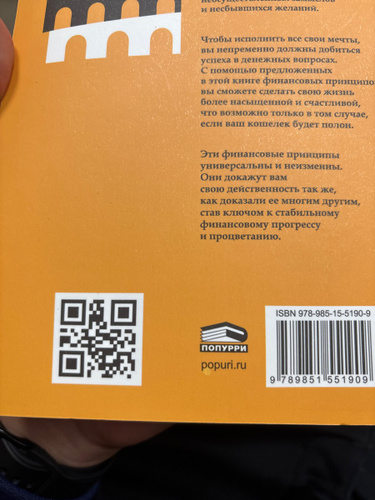 и несбывшихся желаний.
Чтобы исполнить все свои мечты,
вы непременно должны добиться
успеха в денежных вопросах.
С помощью предложенных
в этой книге финансовых принципов
вы сможете сделать свою жизнь
более насыщенной и счастливой,
что возможно только в том случае,
если ваш кошелек будет полон.
Эти финансовые принципы
универсальны и неизменны.
Они докажут вам
свою действенность так же,
как доказали ее многим другим,
став ключом к стабильному
финансовому прогрессу
и процветанию.
ISBN 978-985-15-5190-9
ПОПУРРИ
popuri.ru
9 789851 551909